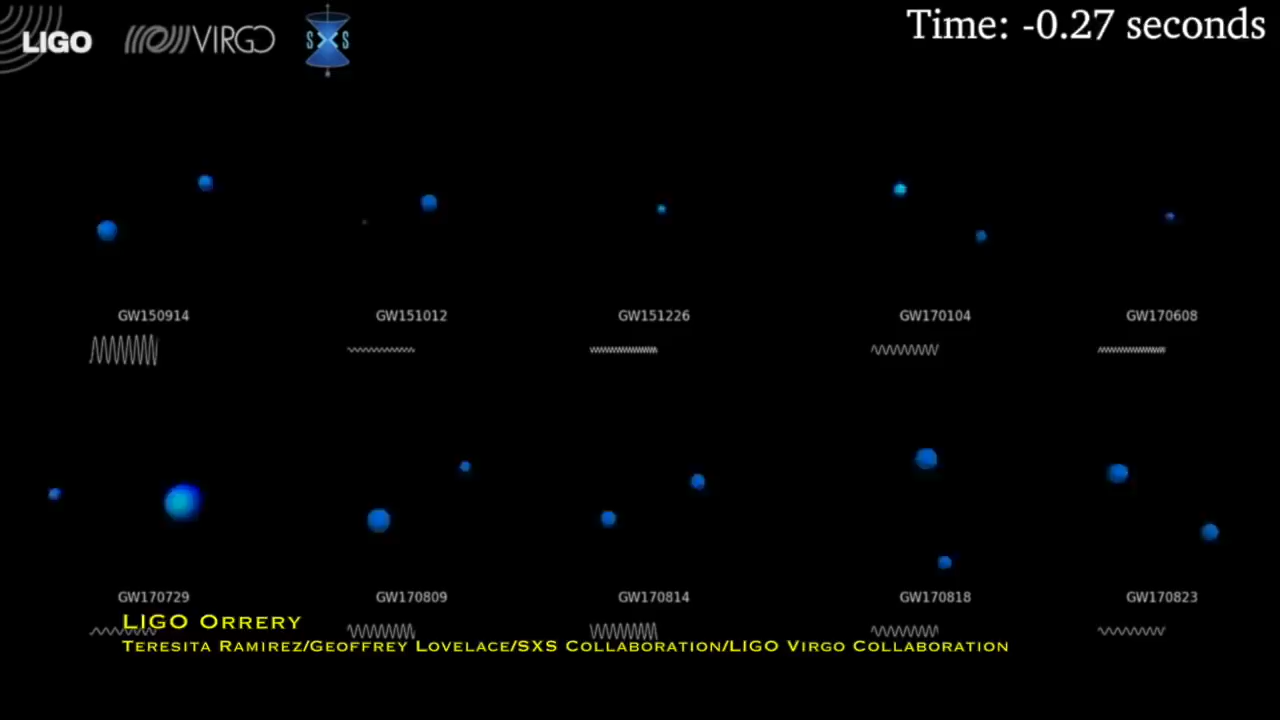 LIGO
VIRGO
SXS
Time: -0.27 seconds
GW150914
GW151012
GW151226
GW170104
GW170608
GW170729
GW170809
GW170814
GW170818
GW170823
LIGO Orrery
Teresita Ramirez/Geoffrey Lovelace/SXS Collaboration/LIGO Virgo Collaboration